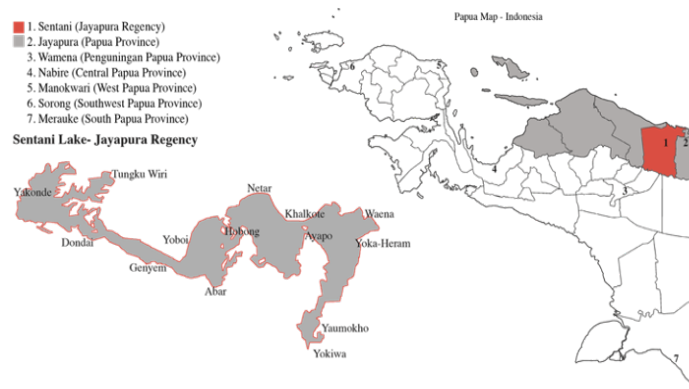 Papua Map - Indonesia
1. Sentani (Jayapura Regency)
2. Jayapura (Papua Province)
3. Wamena (Penguningan Papua Province)
4. Nabire (Central Papua Province)
5. Manokwari (West Papua Province)
6. Sorong (Southwest Papua Province)
7. Merauke (South Papua Province)
Sentani Lake- Jayapura Regency
6
5
1
2
4
3
7
Tungku Wiri
Yakonde
Netar
Khalkote
Waena
Hobong
Ayapo
Dondai
Yoboi
Yoka-Heram
Genyem
Abar
Yaumokho
Yokiwa